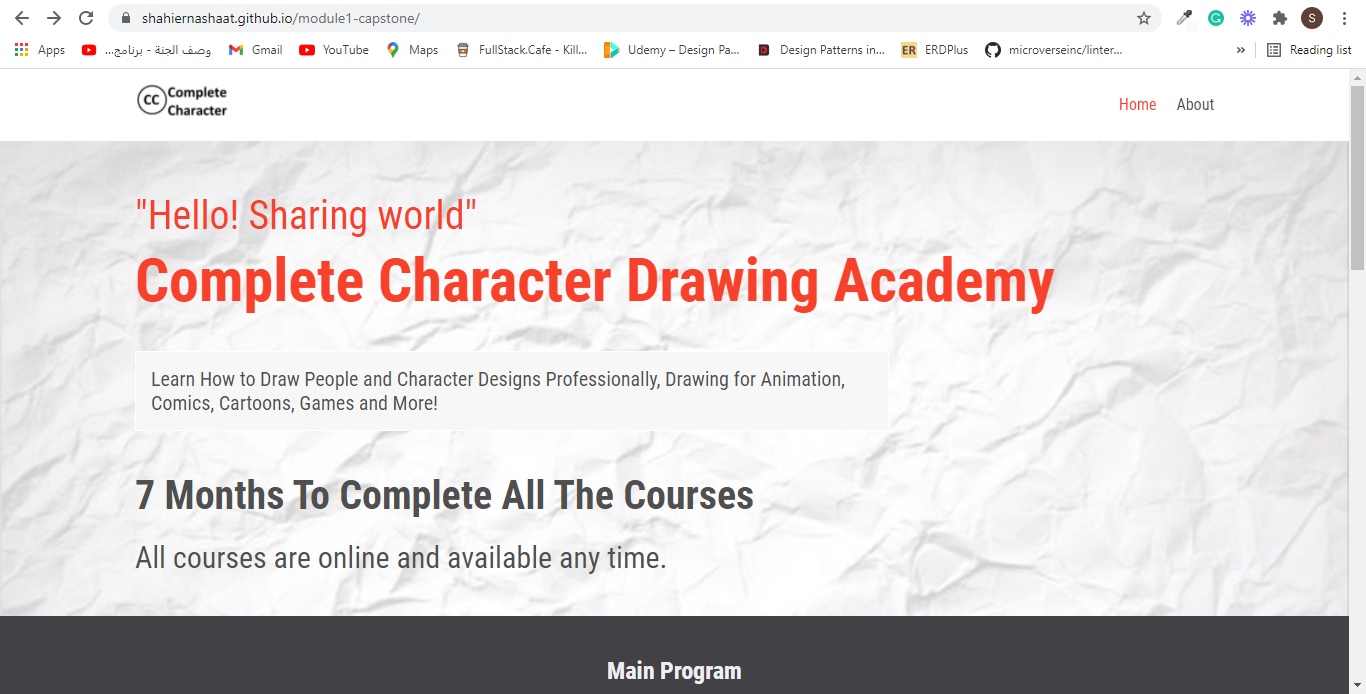 shahiernashaat.github.io/module1-capstone/
S
Apps
وصف الجنة - برنامج...
Gmail
YouTube
Maps
FullStack.Cafe - Kill...
Udemy – Design Pa...
Design Patterns in...
ER
ERDPlus
microverseinc/linter...
»
Reading list
CC Complete
Character
Home
About
"Hello! Sharing world"
Complete Character Drawing Academy
Learn How to Draw People and Character Designs Professionally, Drawing for Animation,
Comics, Cartoons, Games and More!
7 Months To Complete All The Courses
All courses are online and available any time.
Main Program